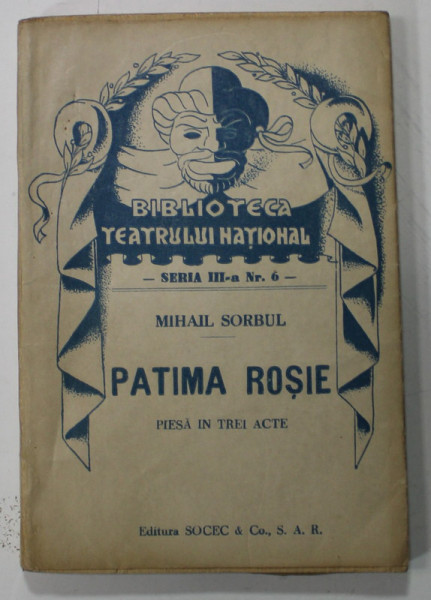 BIBLIOTECA
TEATRULUI NAȚIONAL
— SERIA III-a Nr. 6 —
MIHAIL SORBUL
PATIMA ROȘIE
PIESĂ IN TREI ACTE
Editura SOCEC & Co., S. A. R.